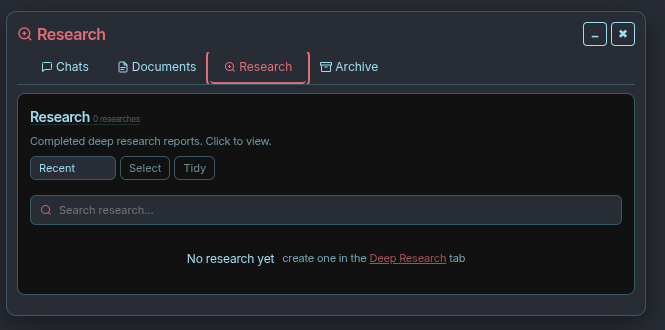 Research
Chats Documents Research Archive
Research 0 researches
Completed deep research reports. Click to view.
Recent Select Tidy
Search research...
No research yet create one in the Deep Research tab